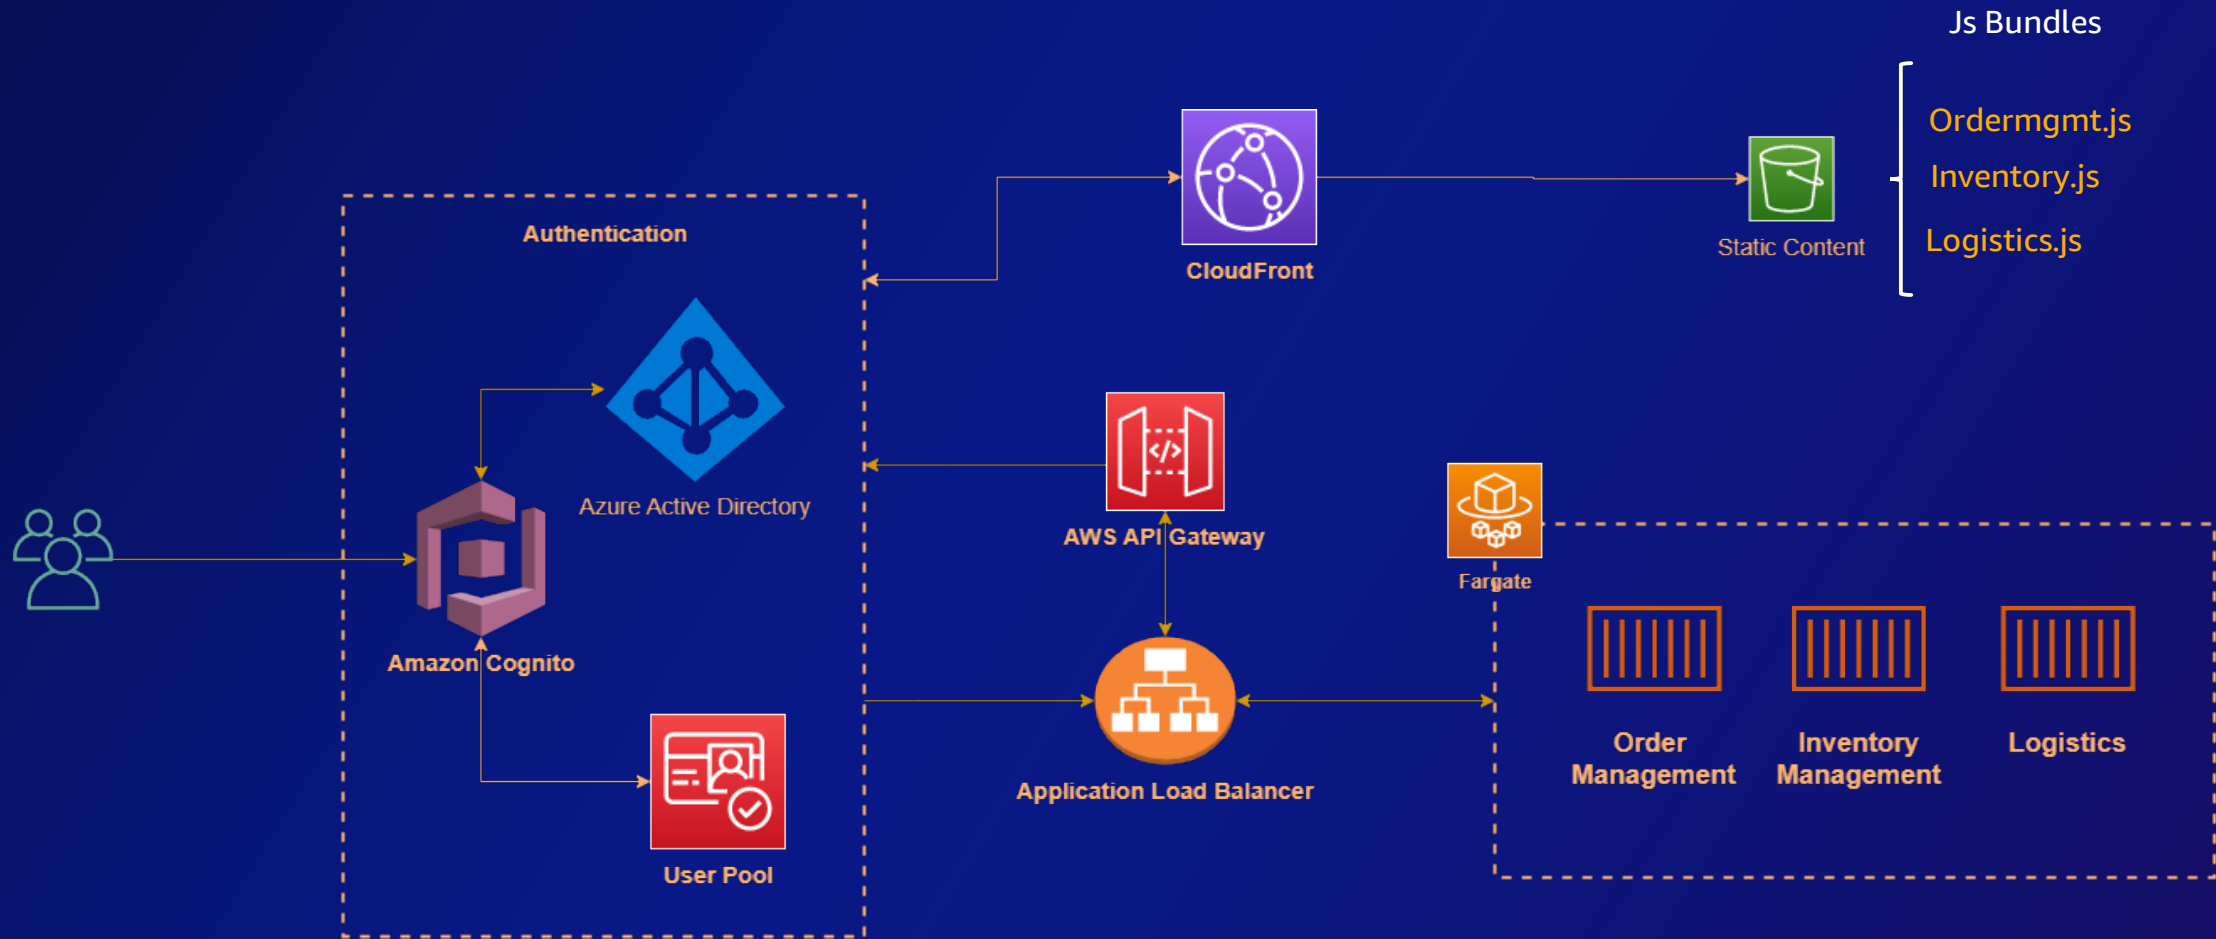 Js Bundles
Ordermgmt.js
Inventory.js
Logistics.js
Static Content
CloudFront
Authentication
Azure Active Directory
Amazon Cognito
User Pool
</>
AWS API Gateway
Application Load Balancer
Fargate
Order
Management
Inventory
Management
Logistics